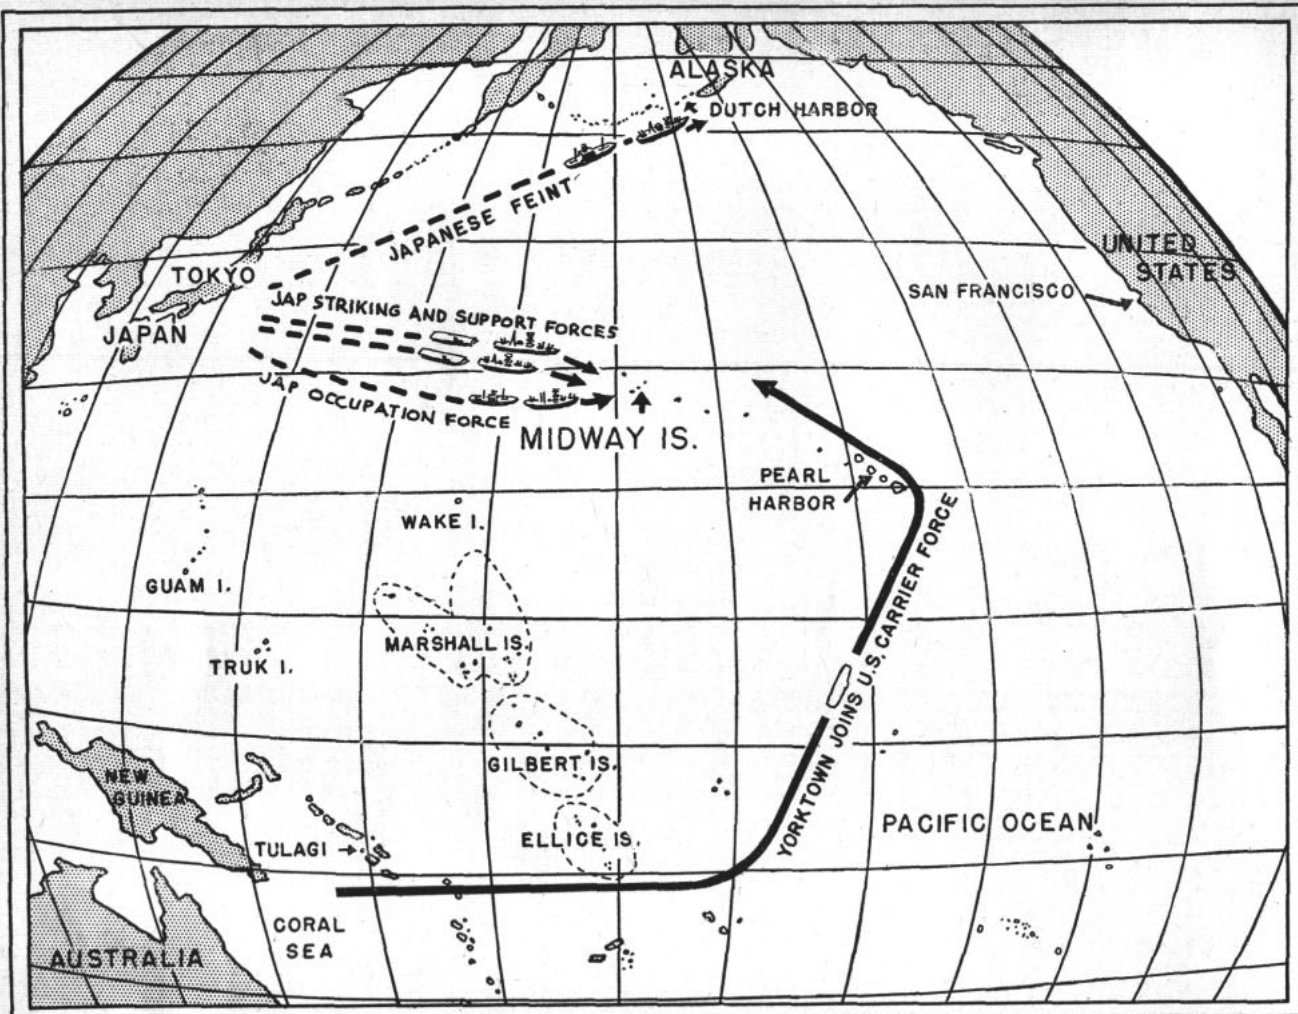 ALASKA
DUTCH HARBOR
JAPANESE FEINT
TOKYO
UNITED
STATES
SAN FRANCISCO
JAP STRIKING AND SUPPORT FORCES
JAPAN
JAP OCCUPATION FORCE
MIDWAY IS.
PEARL
HARBOR
WAKE I.
GUAM I.
YORKTOWN JOINS U.S. CARRIER FORCE
MARSHALL IS.
TRUK I.
GILBERT IS.
NEW
GUINEA
PACIFIC OCEAN
ELLICE IS.
TULAGI
CORAL
SEA
AUSTRALIA